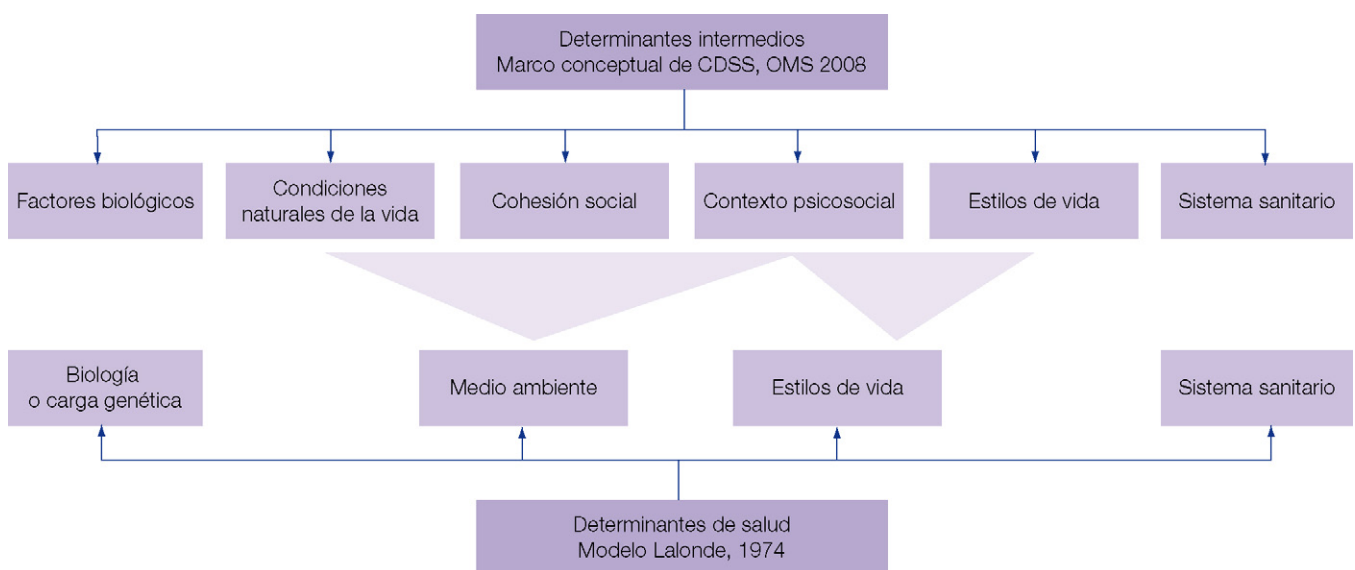 Determinantes intermedios
Marco conceptual de CDSS, OMS 2008
Factores biológicos
Condiciones
naturales de la vida
Cohesión social
Contexto psicosocial
Estilos de vida
Sistema sanitario
Biología
o carga genética
Medio ambiente
Estilos de vida
Sistema sanitario
Determinantes de salud
Modelo Lalonde, 1974